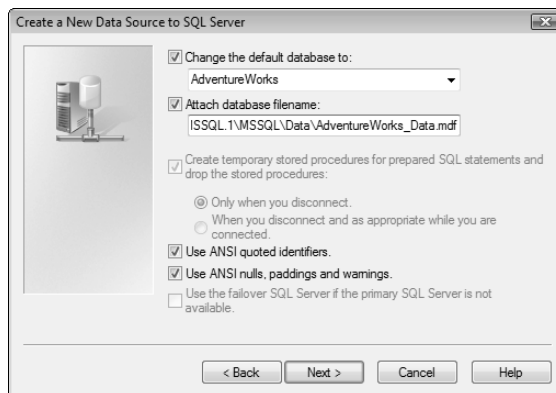 Create a New Data Source to SQL Server
Change the default database to:
AdventureWorks
Attach database filename:
ISSQL.1\MSSQL\Data\AdventureWorks_Data.mdf
Create temporary stored procedures for prepared SQL statements and
drop the stored procedures:
Only when you disconnect.
When you disconnect and as appropriate while you are
connected.
Use ANSI quoted identifiers.
Use ANSI nulls, paddings and warnings.
Use the failover SQL Server if the primary SQL Server is not
available.
< Back
Next >
Cancel
Help